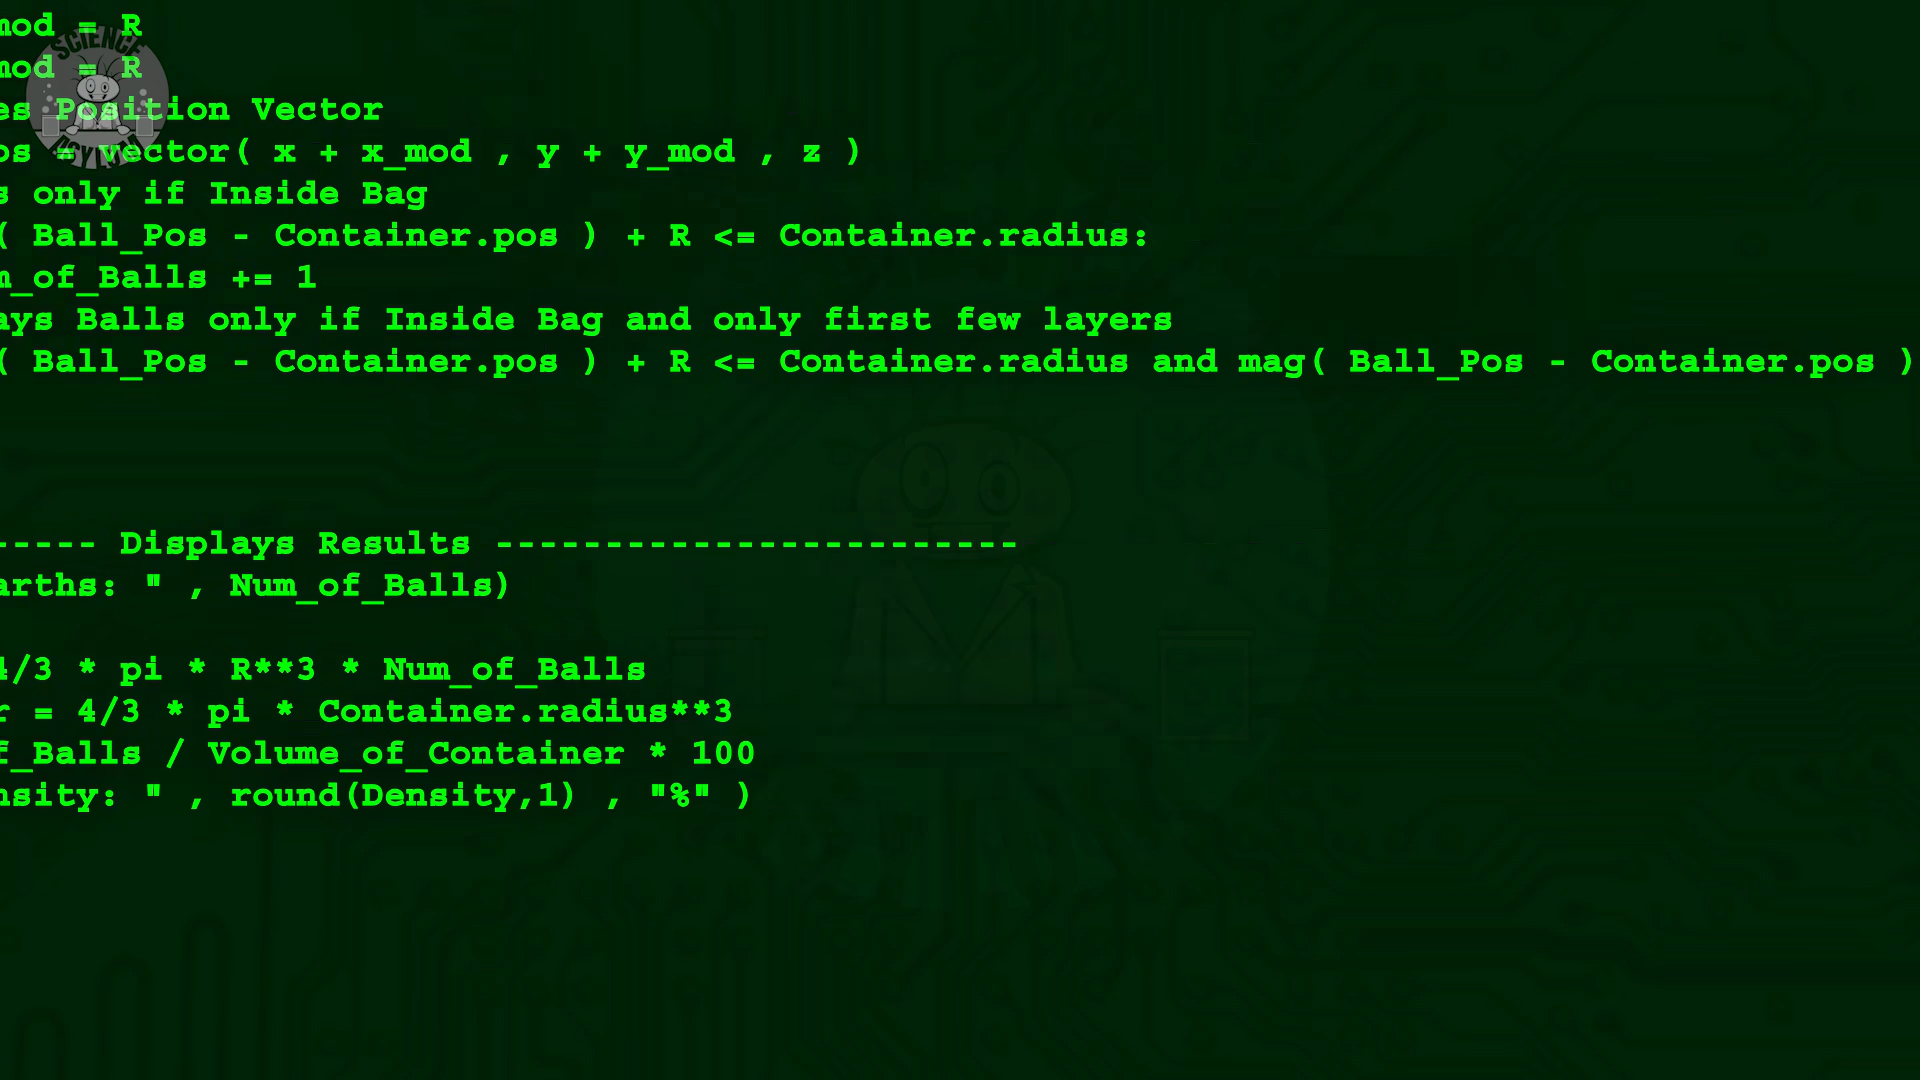 mod = R
mod = R
es Position Vector
os = vector( x + x_mod , y + y_mod , z )
s only if Inside Bag
( Ball_Pos - Container.pos ) + R <= Container.radius:
m_of_Balls += 1
ays Balls only if Inside Bag and only first few layers
( Ball_Pos - Container.pos ) + R <= Container.radius and mag( Ball_Pos - Container.pos )
----- Displays Results ------------------------
arths: " , Num_of_Balls)
4/3 * pi * R**3 * Num_of_Balls
r = 4/3 * pi * Container.radius**3
f_Balls / Volume_of_Container * 100
nsity: " , round(Density,1) , "%" )
SCIENCE
ASYLUM